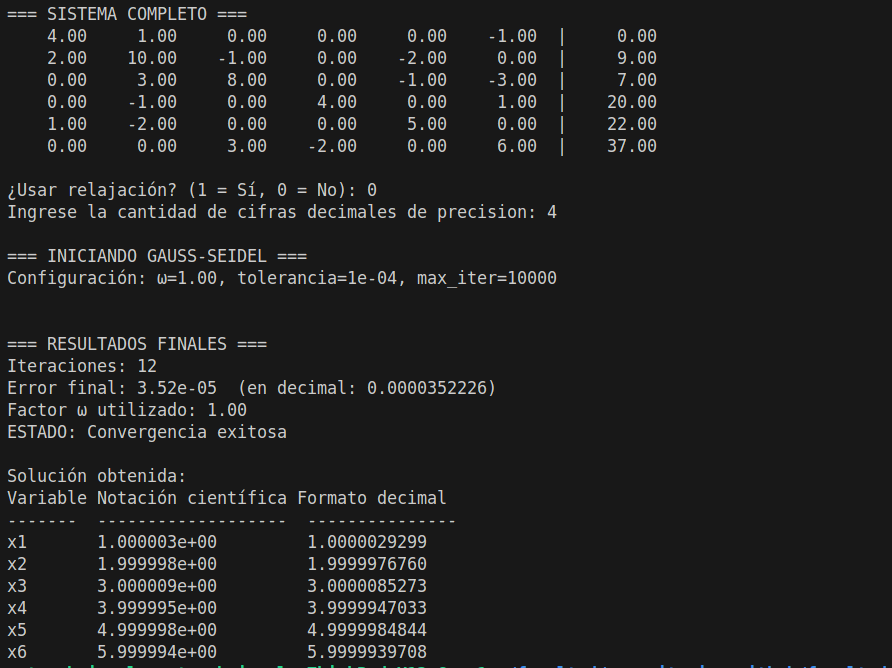 === SISTEMA COMPLETO ===
4.00 1.00 0.00 0.00 0.00 -1.00 | 0.00
2.00 10.00 -1.00 0.00 -2.00 0.00 | 9.00
0.00 3.00 8.00 0.00 -1.00 -3.00 | 7.00
0.00 -1.00 0.00 4.00 0.00 1.00 | 20.00
1.00 -2.00 0.00 0.00 5.00 0.00 | 22.00
0.00 0.00 3.00 -2.00 0.00 6.00 | 37.00
¿Usar relajación? (1 = Sí, 0 = No): 0
Ingrese la cantidad de cifras decimales de precision: 4
=== INICIANDO GAUSS-SEIDEL ===
Configuración: ω=1.00, tolerancia=1e-04, max_iter=10000
=== RESULTADOS FINALES ===
Iteraciones: 12
Error final: 3.52e-05 (en decimal: 0.0000352226)
Factor ω utilizado: 1.00
ESTADO: Convergencia exitosa
Solución obtenida:
Variable Notación científica Formato decimal
------- ------------------- ---------------
x1 1.000003e+00 1.0000029299
x2 1.999998e+00 1.9999976760
x3 3.000009e+00 3.0000085273
x4 3.999995e+00 3.9999947033
x5 4.999998e+00 4.9999984844
x6 5.999994e+00 5.9999939708